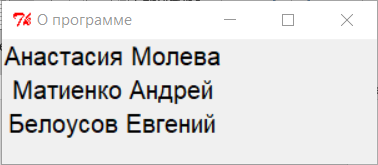 О программе
Анастасия Молева
Матиенко Андрей
Белоусов Евгений